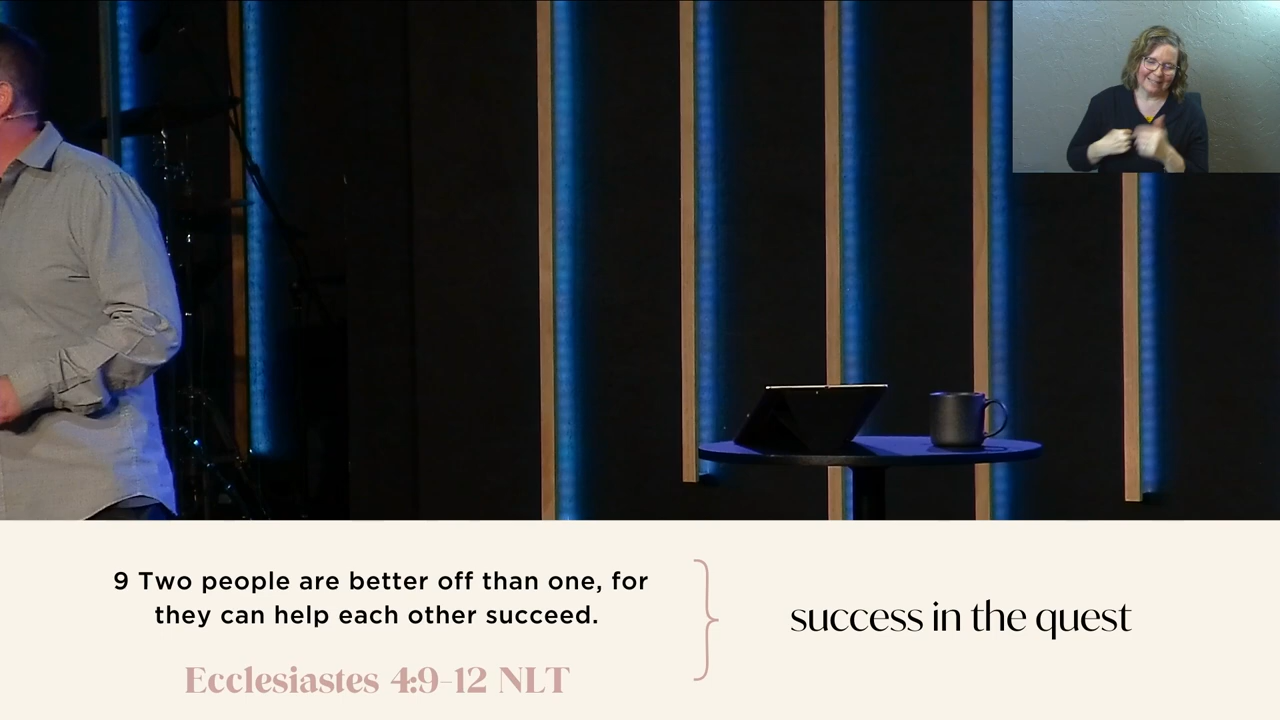 9 Two people are better off than one, for
they can help each other succeed.
Ecclesiastes 4:9-12 NLT
success in the quest